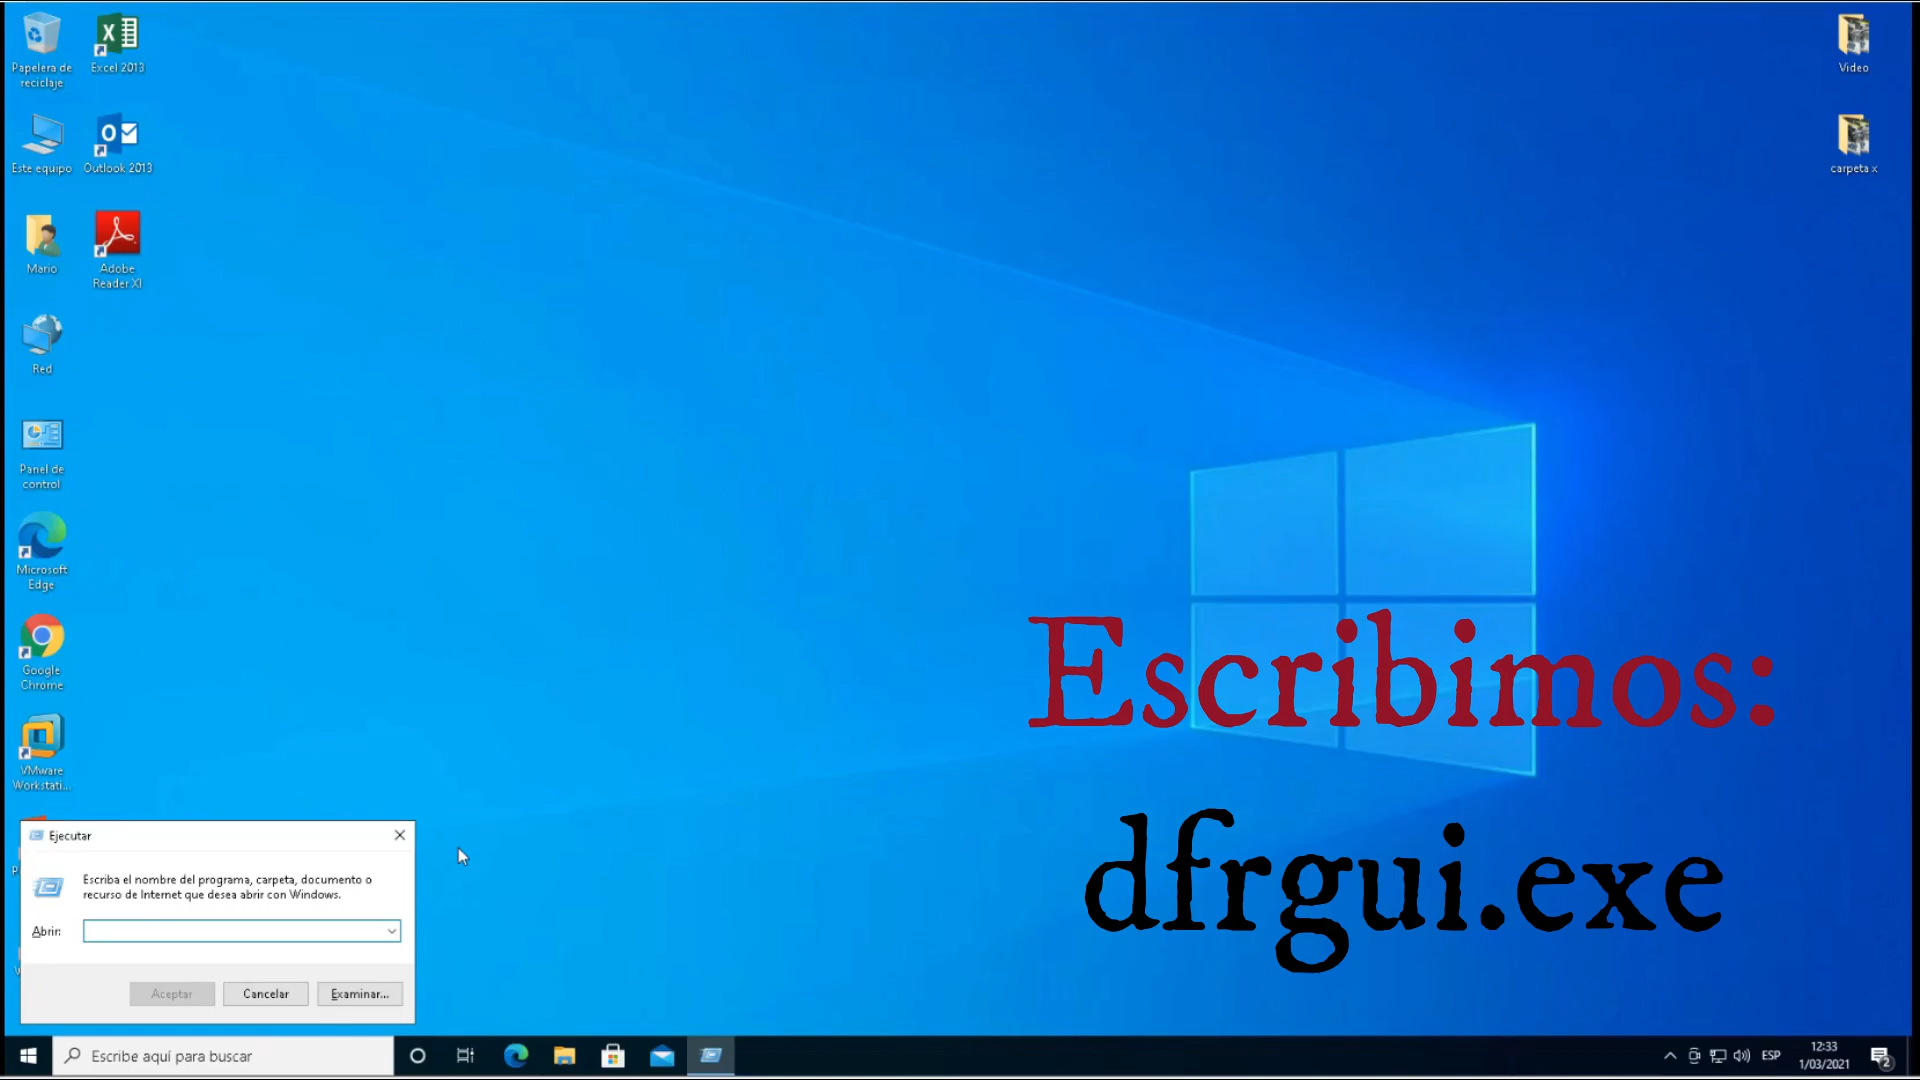 Papelera de
reciclaje
Excel 2013
Este equipo
Outlook 2013
Mario
Adobe
Reader XI
Red
Panel de
control
Microsoft
Edge
Google
Chrome
VMware
Workstati...
Video
carpeta x
Escribimos:
dfrgui.exe
Ejecutar
Escriba el nombre del programa, carpeta, documento o
recurso de Internet que desea abrir con Windows.
Abrir:
Aceptar
Cancelar
Examinar...
Escribe aquí para buscar
ESP
12:33
1/03/2021
2